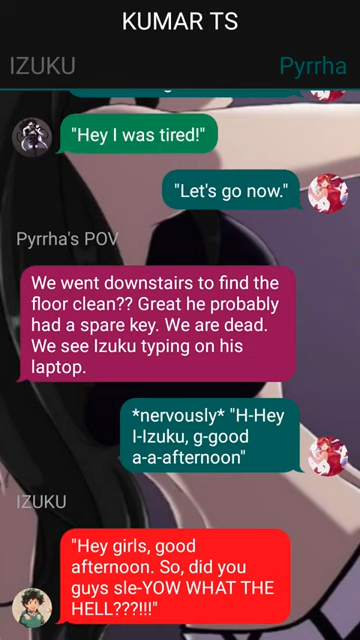 KUMAR TS
IZUKU
Pyrrha
"Hey I was tired!"
"Let's go now."
Pyrrha's POV
We went downstairs to find the
floor clean?? Great he probably
had a spare key. We are dead.
We see Izuku typing on his
laptop.
*nervously* "H-Hey
I-Izuku, g-good
a-a-afternoon"
IZUKU
"Hey girls, good
afternoon. So, did you
guys sle-YOW WHAT THE
HELL???!!!"